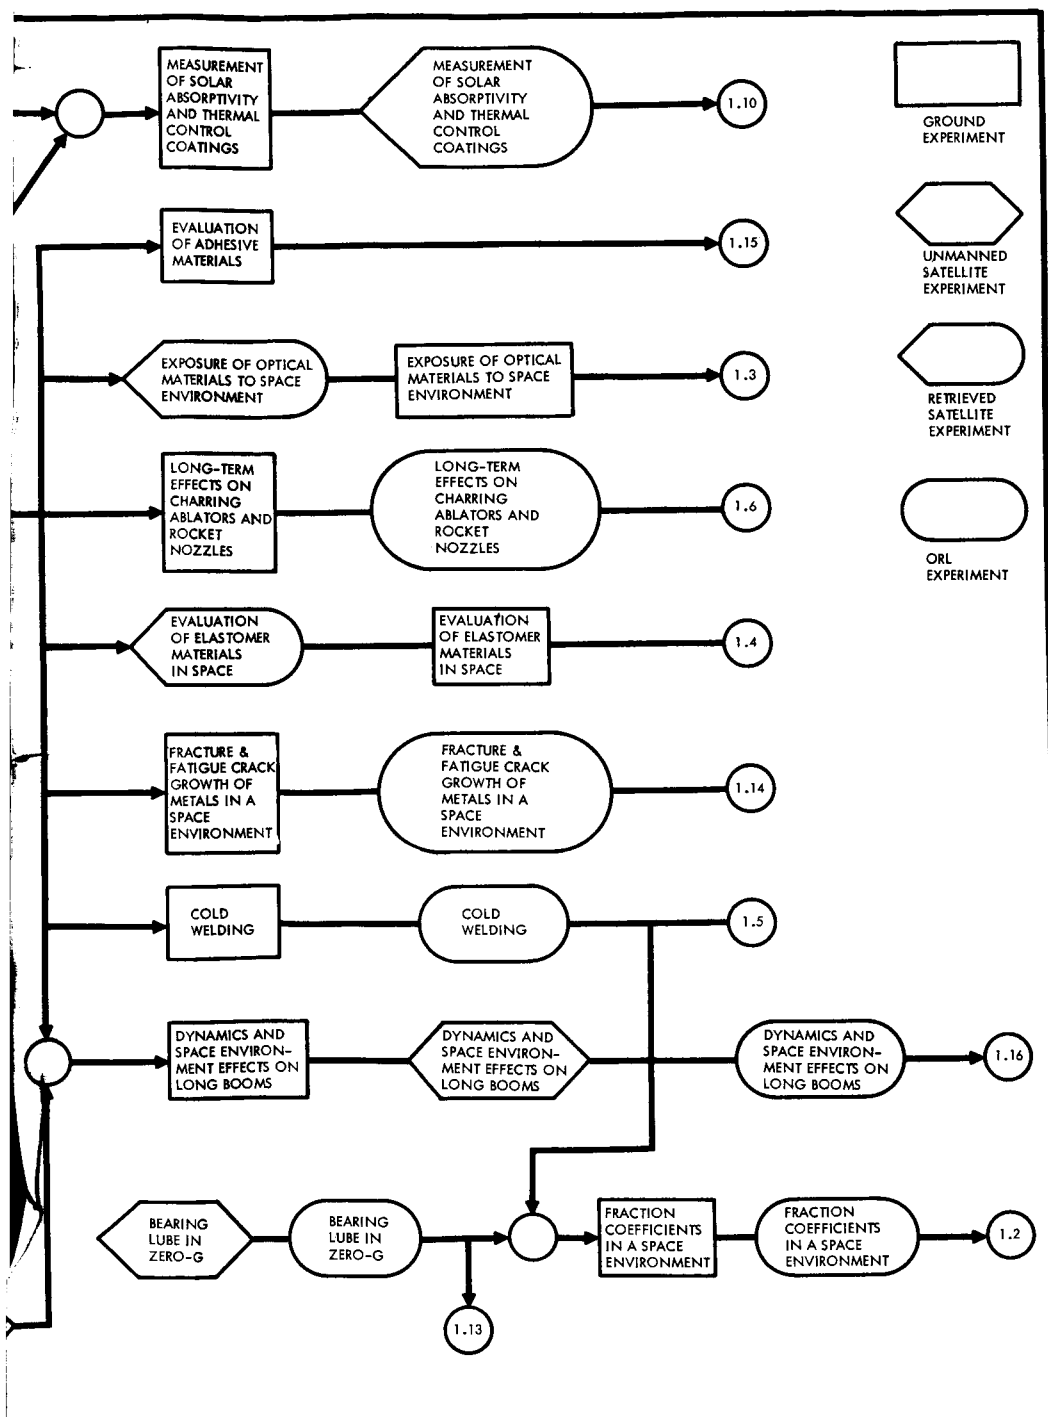 MEASUREMENT
OF SOLAR
ABSORPTIVITY
AND THERMAL
CONTROL
COATINGS
MEASUREMENT
OF SOLAR
ABSORPTIVITY
AND THERMAL
CONTROL
COATINGS
1.10
GROUND
EXPERIMENT
EVALUATION
OF ADHESIVE
MATERIALS
1.15
UNMANNED
SATELLITE
EXPERIMENT
EXPOSURE OF OPTICAL
MATERIALS TO SPACE
ENVIRONMENT
EXPOSURE OF OPTICAL
MATERIALS TO SPACE
ENVIRONMENT
1.3
RETRIEVED
SATELLITE
EXPERIMENT
LONG-TERM
EFFECTS ON
CHARRING
ABLATORS AND
ROCKET
NOZZLES
LONG-TERM
EFFECTS ON
CHARRING
ABLATORS AND
ROCKET
NOZZLES
1.6
ORL
EXPERIMENT
EVALUATION
OF ELASTOMER
MATERIALS
IN SPACE
EVALUATION
OF ELASTOMER
MATERIALS
IN SPACE
1.4
FRACTURE &
FATIGUE CRACK
GROWTH OF
METALS IN A
SPACE
ENVIRONMENT
FRACTURE &
FATIGUE CRACK
GROWTH OF
METALS IN A
SPACE
ENVIRONMENT
1.14
COLD
WELDING
COLD
WELDING
1.5
DYNAMICS AND
SPACE ENVIRON-
MENT EFFECTS ON
LONG BOOMS
DYNAMICS AND
SPACE ENVIRON-
MENT EFFECTS ON
LONG BOOMS
DYNAMICS AND
SPACE ENVIRON-
MENT EFFECTS ON
LONG BOOMS
1.16
BEARING
LUBE IN
ZERO-G
BEARING
LUBE IN
ZERO-G
FRACTION
COEFFICIENTS
IN A SPACE
ENVIRONMENT
FRACTION
COEFFICIENTS
IN A SPACE
ENVIRONMENT
1.2
1.13